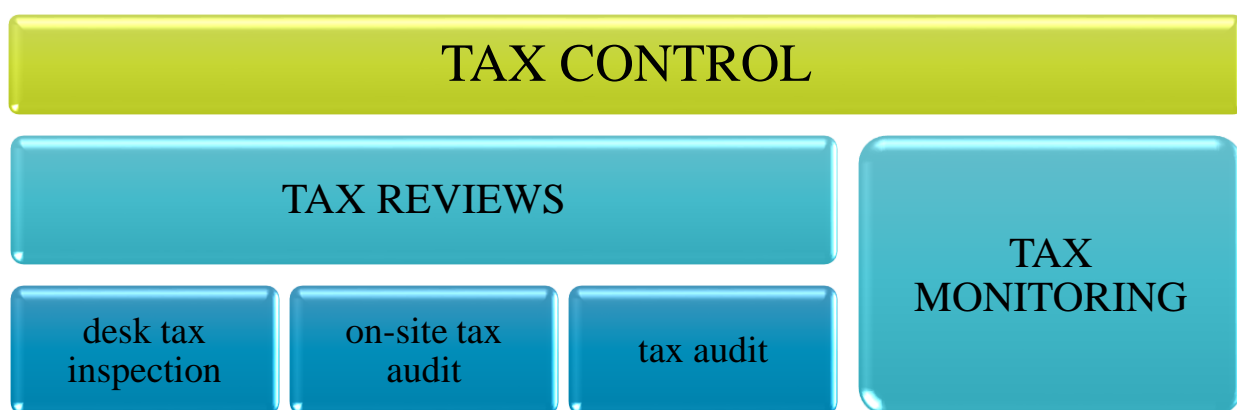 TAX CONTROL
TAX REVIEWS
TAX
MONITORING
desk tax
inspection
on-site tax
audit
tax audit